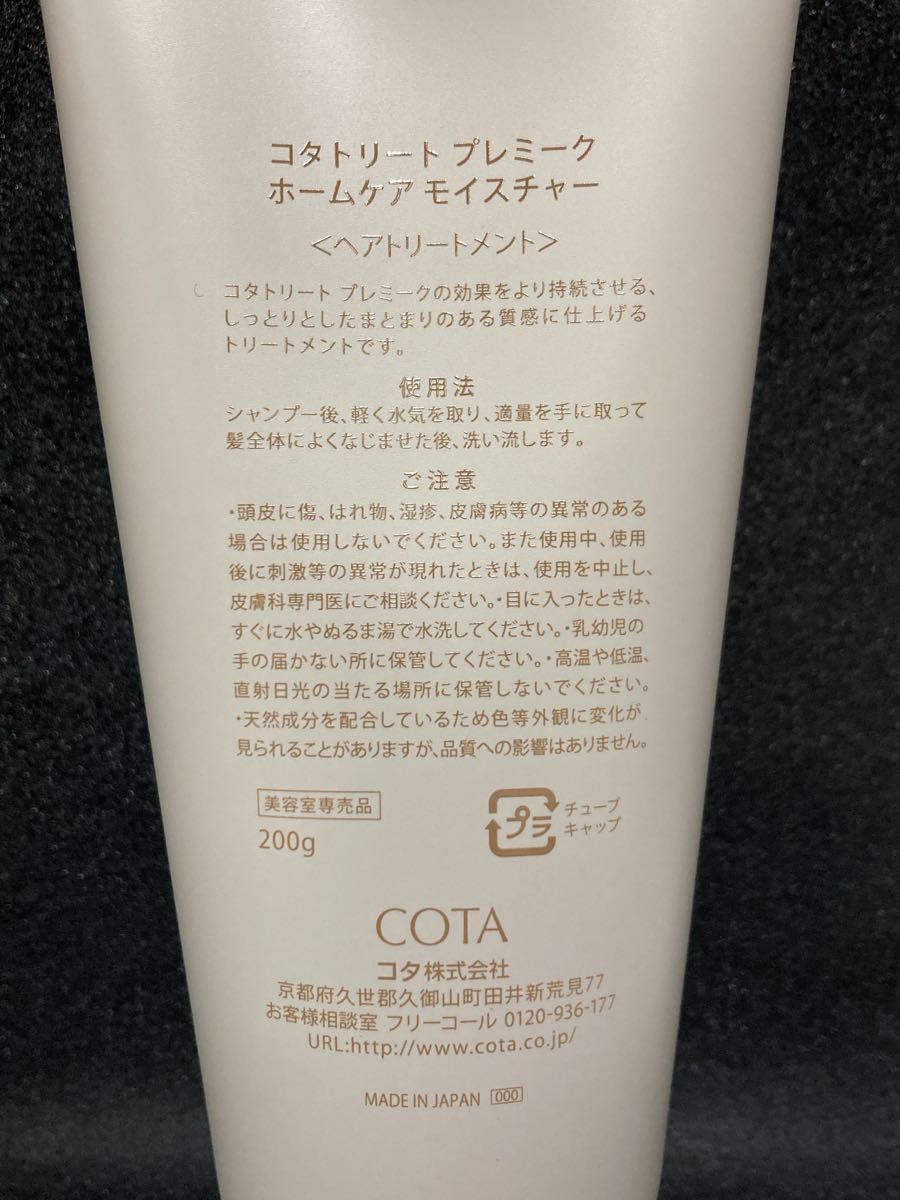 コタトリート プレミーク
ホームケア モイスチャー
＜ヘアトリートメント＞
コタトリート プレミークの効果をより持続させる、
しっとりとしたまとまりのある質感に仕上げる
トリートメントです。
使用法
シャンプー後、軽く水気を取り、適量を手に取って
髪全体によくなじませた後、洗い流します。
ご注意
・頭皮に傷、はれ物、湿疹、皮膚病等の異常のある
場合は使用しないでください。また使用中、使用
後に刺激等の異常が現れたときは、使用を中止し、
皮膚科専門医にご相談ください。・目に入ったときは、
すぐに水やぬるま湯で水洗してください。・乳幼児の
手の届かない所に保管してください。・高温や低温、
直射日光の当たる場所に保管しないでください。
・天然成分を配合しているため色等外観に変化が
見られることがありますが、品質への影響はありません。
美容室専売品
200g
プラ
チューブ
キャップ
COTA
コタ株式会社
京都府久世郡久御山町田井新荒見77
お客様相談室 フリーコール 0120-936-177
URL:http://www.cota.co.jp/
MADE IN JAPAN 000